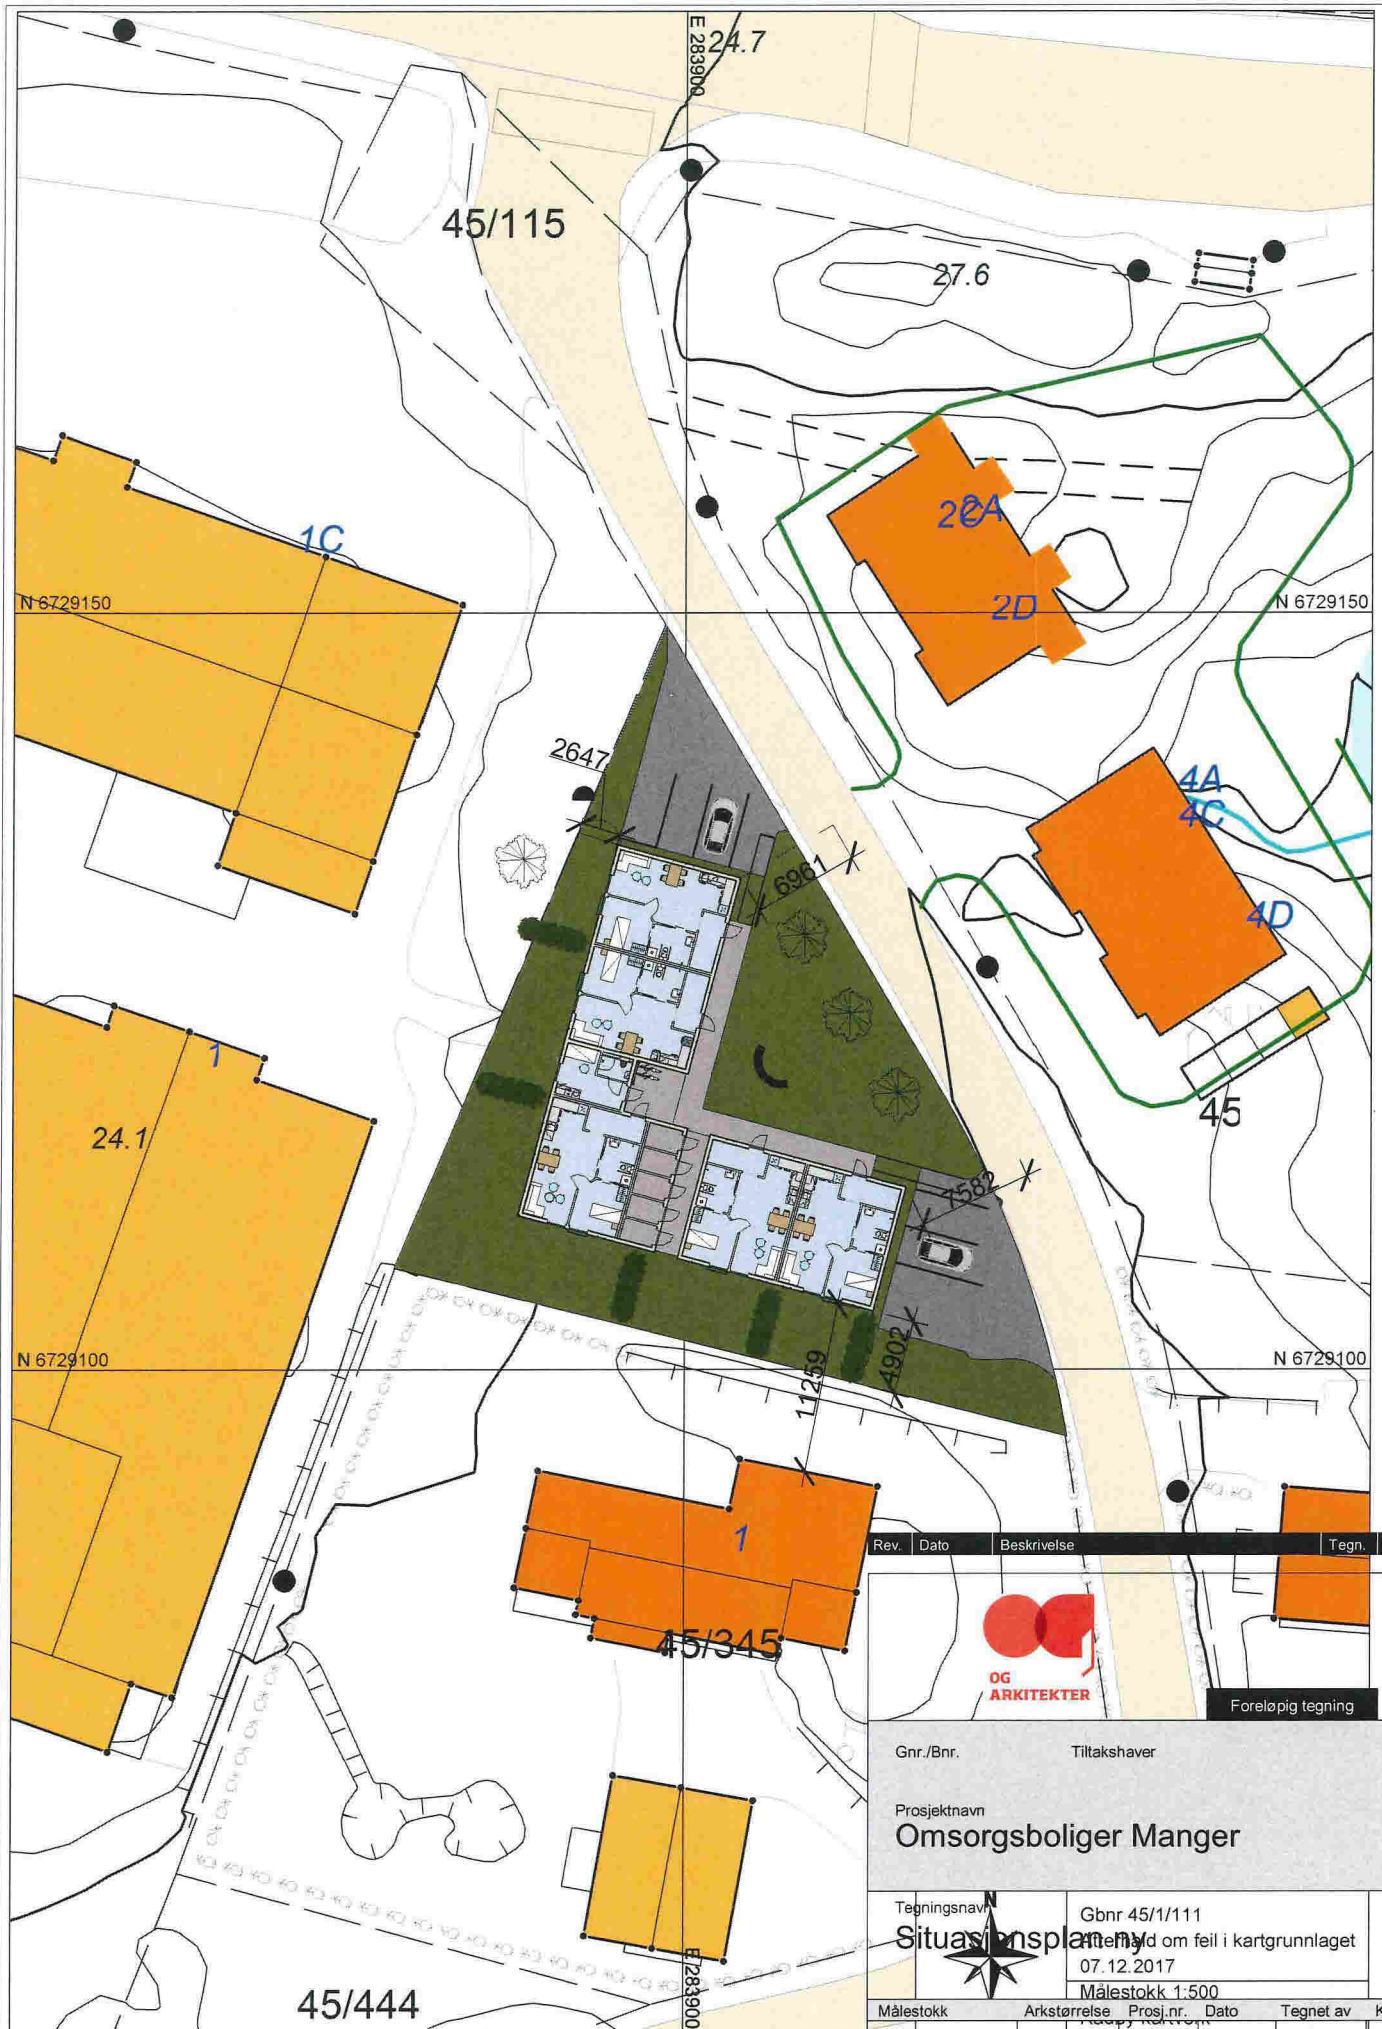 E 283900
24.7
45/115
27.6
1C
2A
2D
N 6729150
N 6729150
2647
4A
4C
6961
4D
1
24.1
45
7582
N 6729100
N 6729100
11259
4902
1
Rev. Dato Beskrivelse Tegn.
45/345
OG
ARKITEKTER
Foreløpig tegning
Gnr./Bnr. Tiltakshaver
Prosjektnavn
Omsorgsboliger Manger
N
Tegningsnavn
Gbnr 45/1/111
Situasjonsplan ny
Atterhald om feil i kartgrunnlaget
07.12.2017
Målestokk 1:500
E 283900
45/444
Målestokk Arkstørrelse Prosj.nr. Dato Tegnet av K